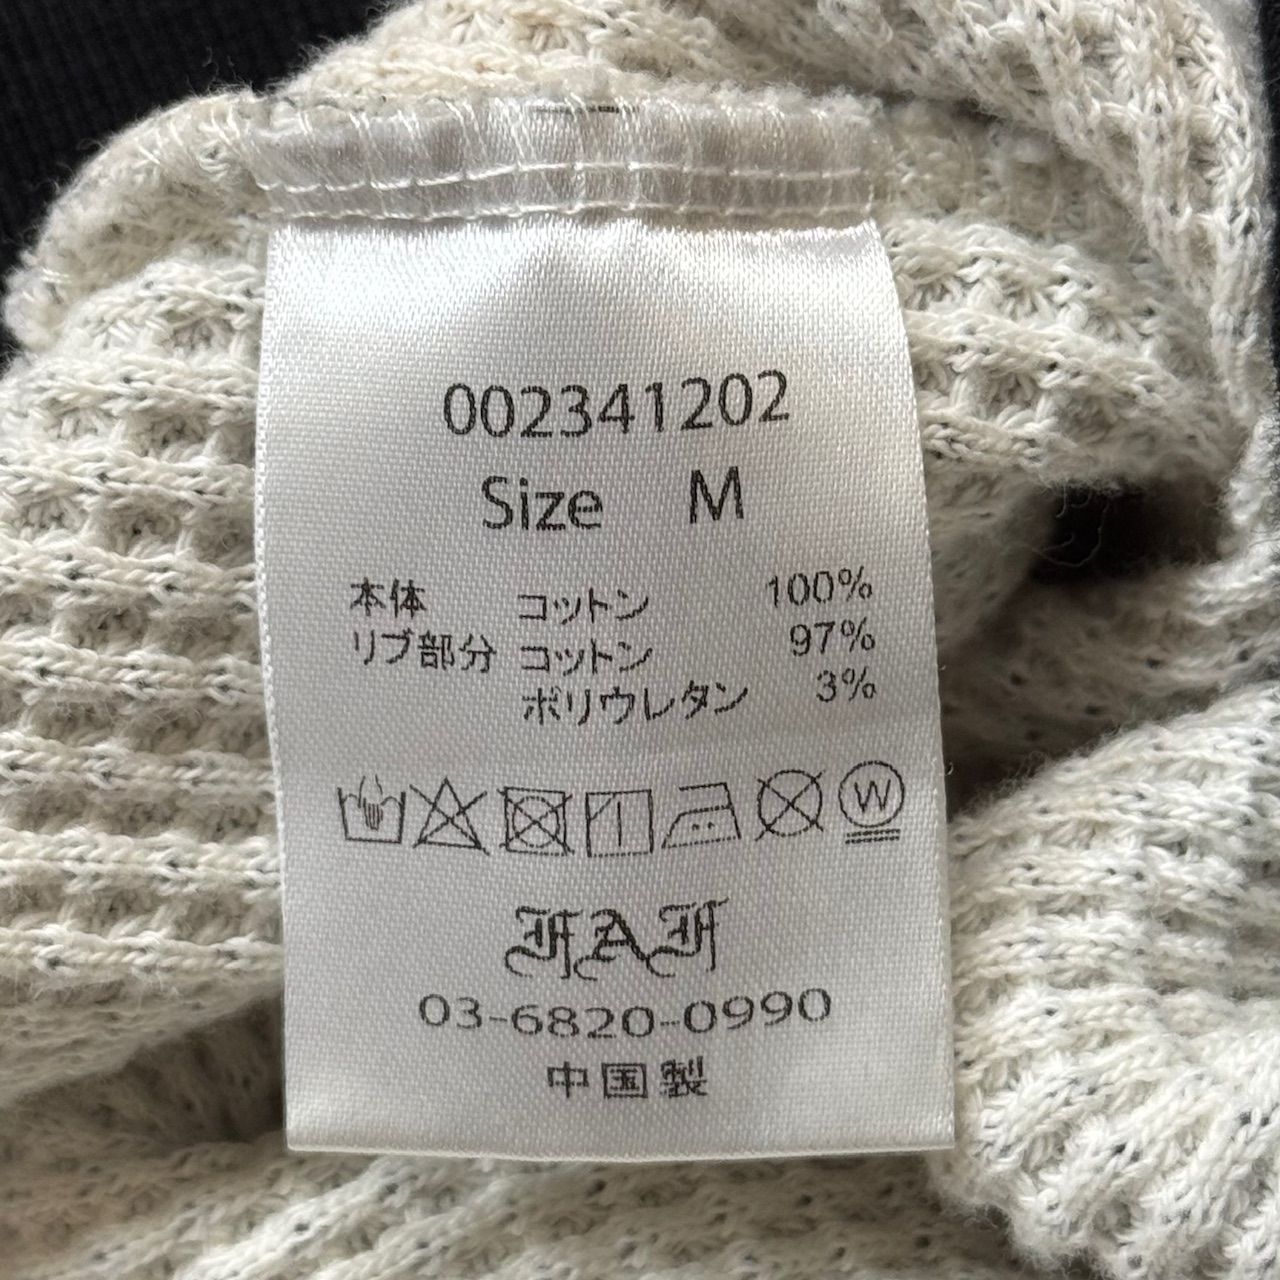 002341202
Size M
本体 コットン 100%
リブ部分 コットン 97%
ポリウレタン 3%
W
FAF
03-6820-0990
中国製